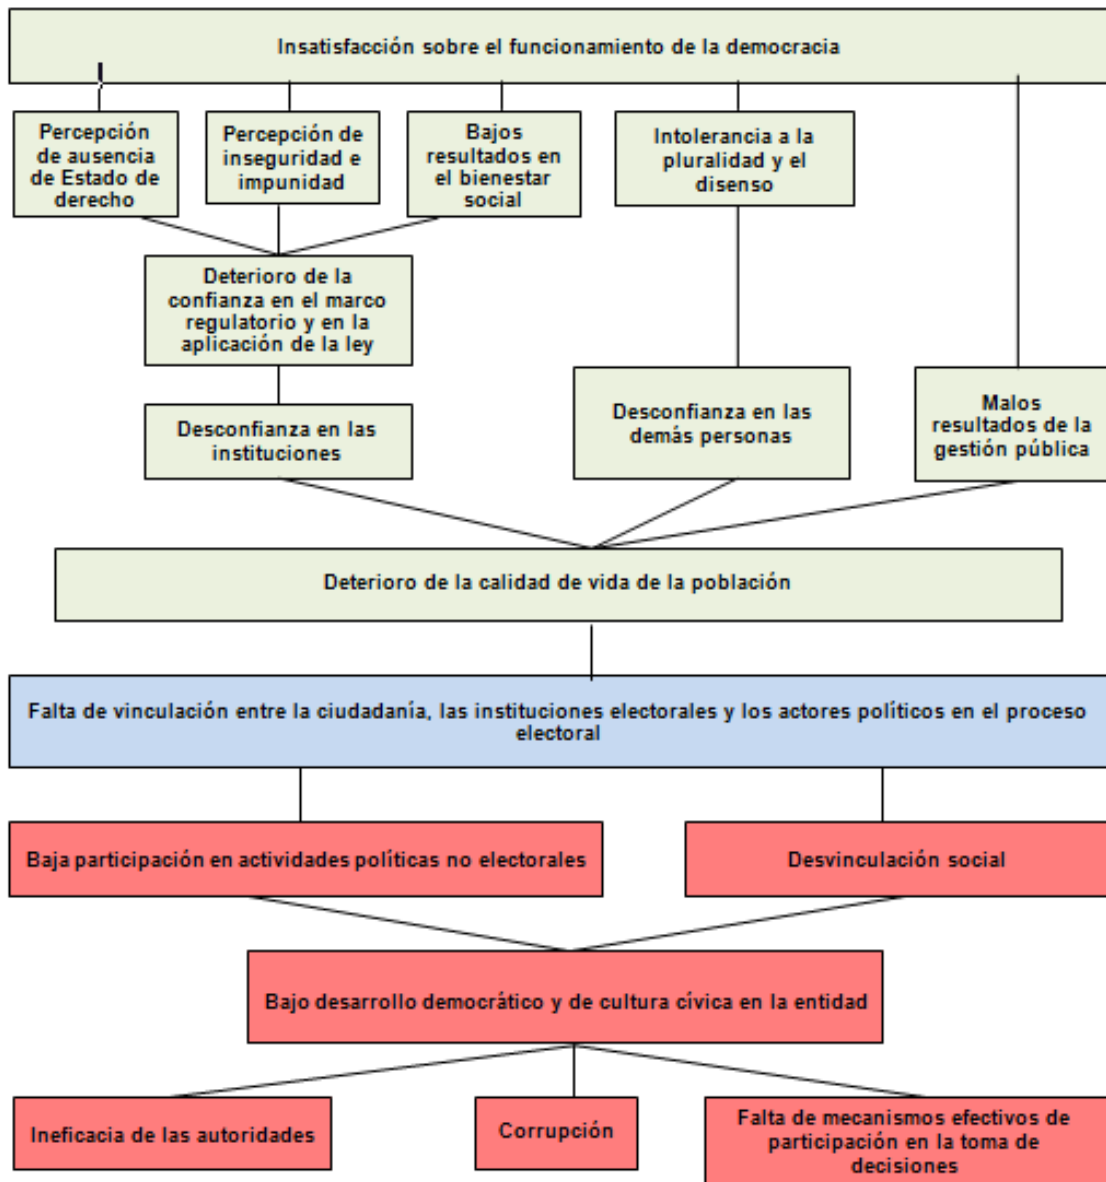 Insatisfacción sobre el funcionamiento de la democracia
Percepción
de ausencia
de Estado de
derecho
Percepción de
inseguridad e
impunidad
Bajos
resultados en
el bienestar
social
Intolerancia a la
pluralidad y el
disenso
Deterioro de la
confianza en el marco
regulatorio y en la
aplicación de la ley
Desconfianza en las
instituciones
Desconfianza en las
demás personas
Malos
resultados de la
gestión pública
Deterioro de la calidad de vida de la población
Falta de vinculación entre la ciudadanía, las instituciones electorales y los actores políticos en el proceso
electoral
Baja participación en actividades políticas no electorales
Desvinculación social
Bajo desarrollo democrático y de cultura cívica en la entidad
Ineficacia de las autoridades
Corrupción
Falta de mecanismos efectivos de
participación en la toma de
decisiones